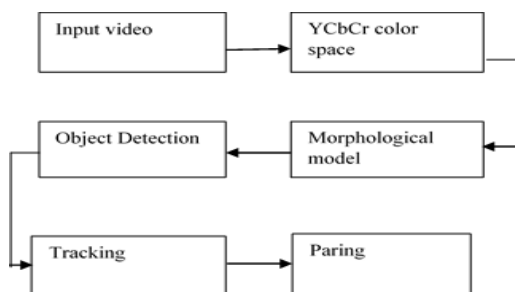 Input video
YCbCr color
space
Object Detection
Morphological
model
Tracking
Paring